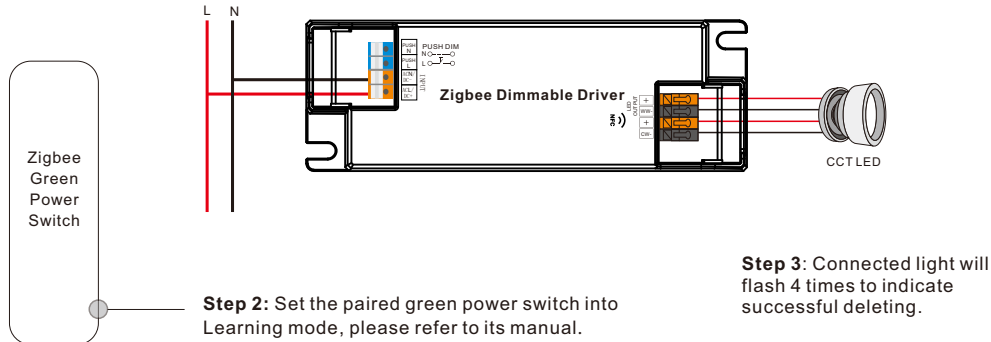 L N
PUSH N
PUSH L
PUSH DIM
N
L
INPUT
Zigbee Dimmable Driver
NFC
LED OUTPUT
+
WW-
+
CW-
CCT LED
Zigbee
Green
Power
Switch
Step 2: Set the paired green power switch into
Learning mode, please refer to its manual.
Step 3: Connected light will
flash 4 times to indicate
successful deleting.